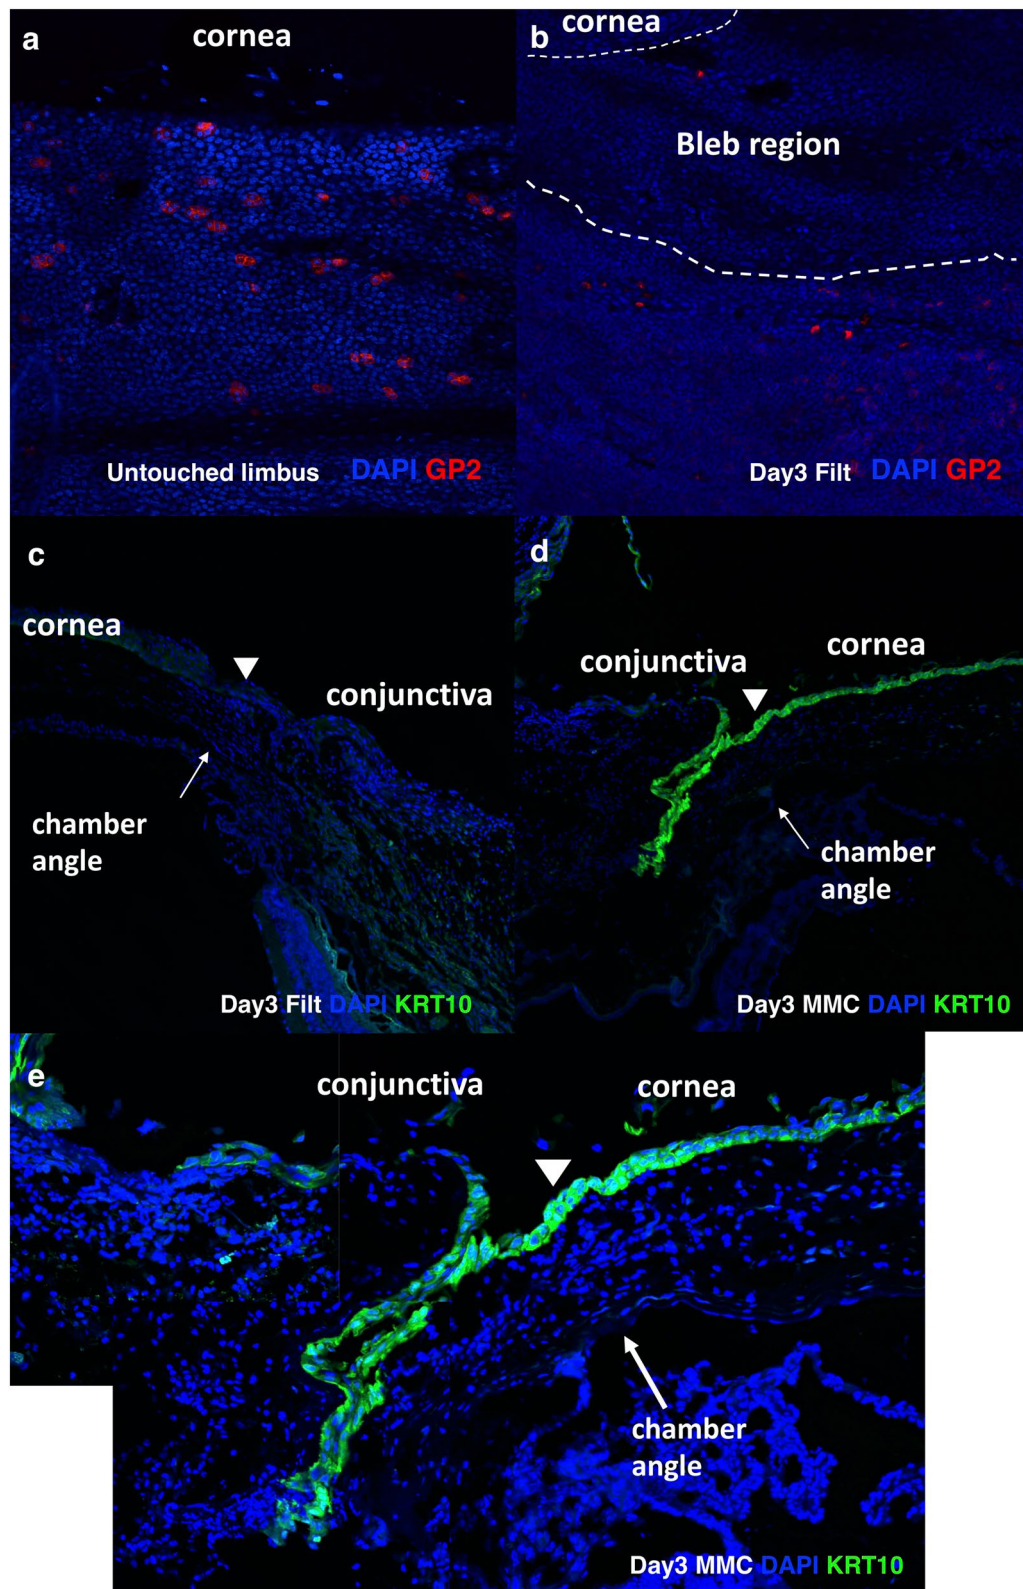 a
cornea
Untouched limbus DAPI GP2
b
cornea
Bleb region
Day3 Filt DAPI GP2
c
cornea
conjunctiva
chamber
angle
Day3 Filt DAPI KRT10
d
conjunctiva
cornea
chamber
angle
Day3 MMC DAPI KRT10
e
conjunctiva
cornea
chamber
angle
Day3 MMC DAPI KRT10